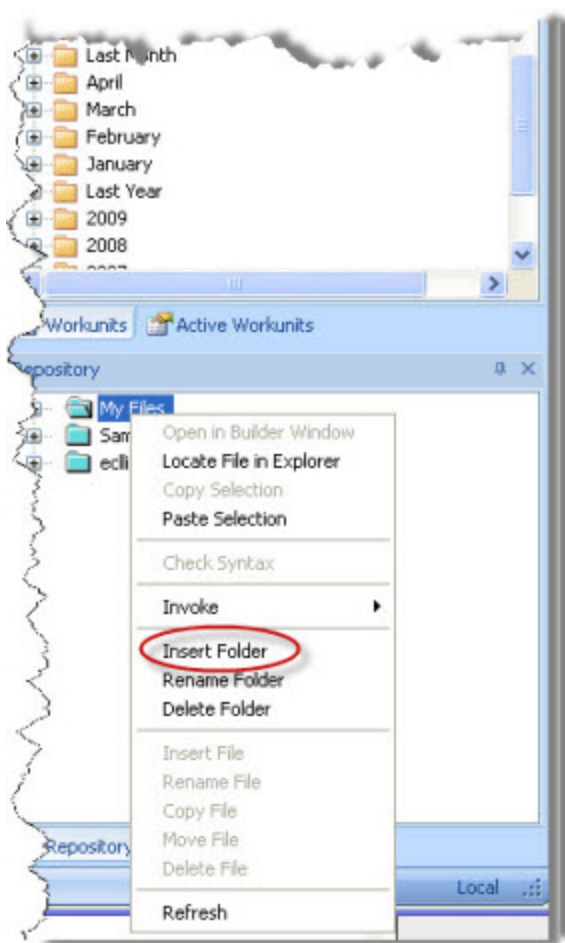 Last Month
April
March
February
January
Last Year
2009
2008
Workunits Active Workunits
Repository
My Files
Open in Builder Window
Locate File in Explorer
Copy Selection
Paste Selection
Check Syntax
Invoke
Insert Folder
Rename Folder
Delete Folder
Insert File
Rename File
Copy File
Move File
Delete File
Repository
Local
Refresh